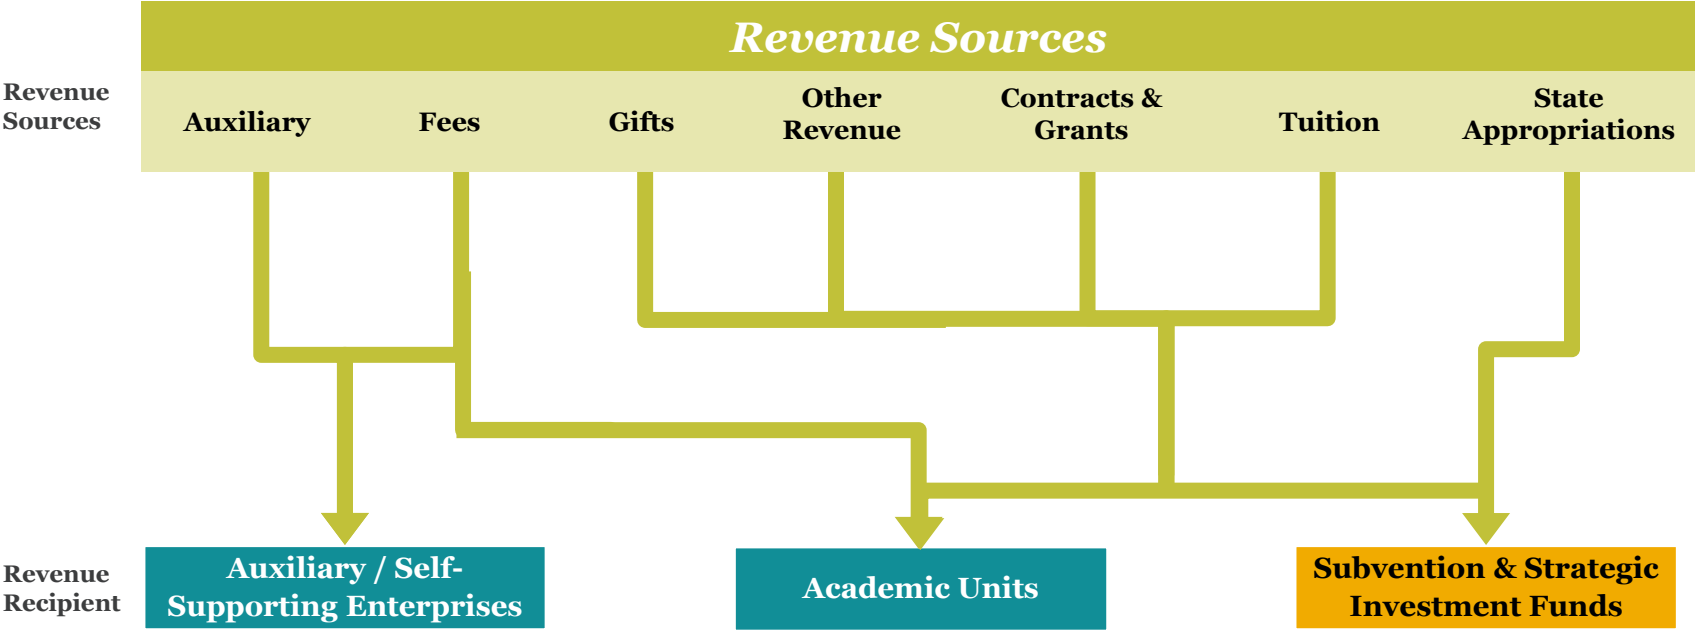 Revenue Sources
Revenue
Sources
Auxiliary
Fees
Gifts
Other
Revenue
Contracts &
Grants
Tuition
State
Appropriations
Revenue
Recipient
Auxiliary / Self-
Supporting Enterprises
Academic Units
Subvention & Strategic
Investment Funds